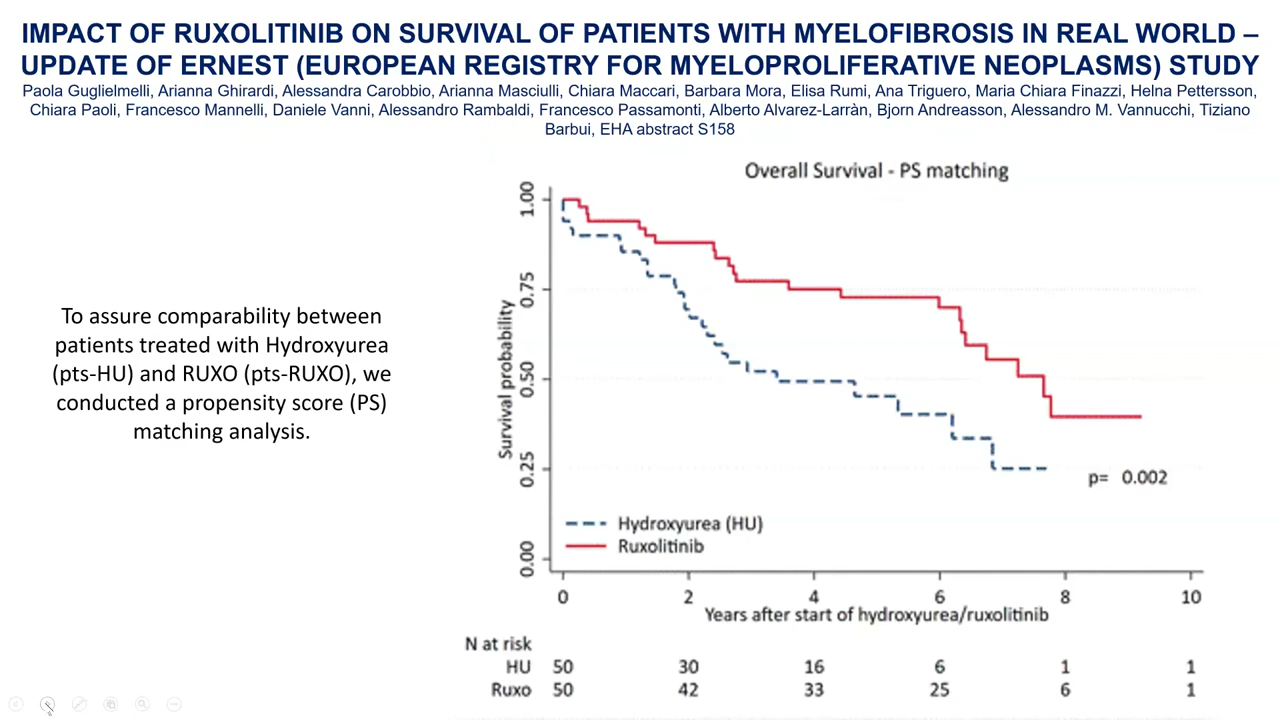 IMPACT OF RUXOLITINIB ON SURVIVAL OF PATIENTS WITH MYELOFIBROSIS IN REAL WORLD –
UPDATE OF ERNEST (EUROPEAN REGISTRY FOR MYELOPROLIFERATIVE NEOPLASMS) STUDY
Paola Guglielmelli, Arianna Ghirardi, Alessandra Carobbio, Arianna Masciulli, Chiara Maccari, Barbara Mora, Elisa Rumi, Ana Triguero, Maria Chiara Finazzi, Helna Pettersson,
Chiara Paoli, Francesco Mannelli, Daniele Vanni, Alessandro Rambaldi, Francesco Passamonti, Alberto Alvarez-Larràn, Bjorn Andreasson, Alessandro M. Vannucchi, Tiziano
Barbui, EHA abstract S158
To assure comparability between
patients treated with Hydroxyurea
(pts-HU) and RUXO (pts-RUXO), we
conducted a propensity score (PS)
matching analysis.
Overall Survival - PS matching
Survival probability
1.00
0.75
0.50
0.25
0.00
p= 0.002
Hydroxyurea (HU)
Ruxolitinib
0 2 4 6 8 10
Years after start of hydroxyurea/ruxolitinib
N at risk
HU 50 30 16 6 1 1
Ruxo 50 42 33 25 6 1